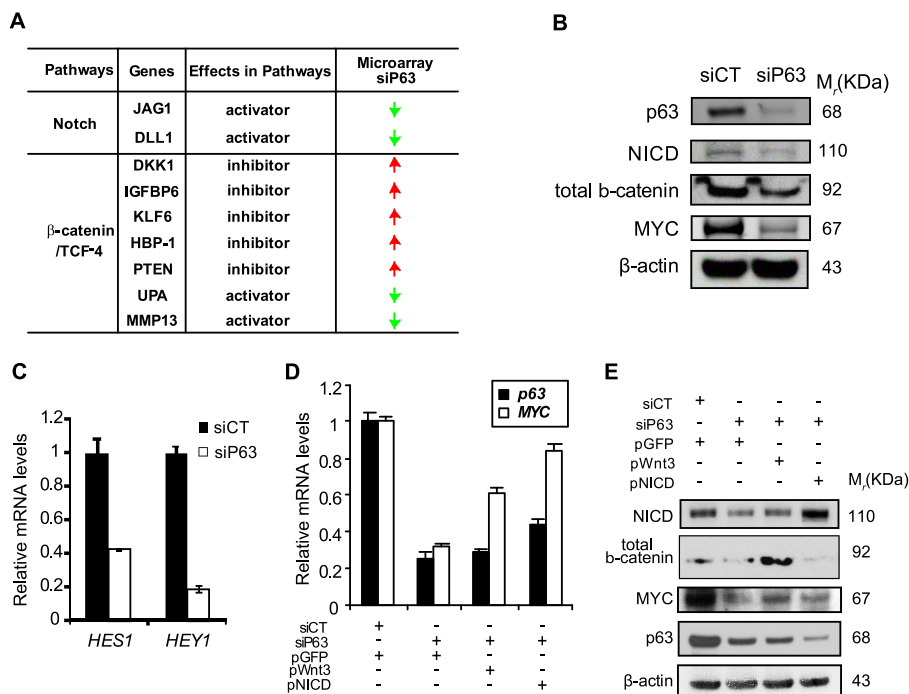 A
Pathways Genes Effects in Pathways Microarray siP63
Notch
JAG1 activator
DLL1 activator
β-catenin /TCF-4
DKK1 inhibitor
IGFBP6 inhibitor
KLF6 inhibitor
HBP-1 inhibitor
PTEN inhibitor
UPA activator
MMP13 activator
B
siCT siP63 Mr(KDa)
p63 68
NICD 110
total b-catenin 92
MYC 67
β-actin 43
C
Relative mRNA levels
1.2
1
0.8
0.6
0.4
0.2
0
siCT
siP63
HES1 HEY1
D
Relative mRNA levels
1.2
1
0.8
0.6
0.4
0.2
0
p63
MYC
siCT + - - -
siP63 - + + +
pGFP + + - -
pWnt3 - - + -
pNICD - - - +
E
siCT + - - -
siP63 - + + +
pGFP + + - -
pWnt3 - - + -
pNICD - - - + Mr(KDa)
NICD 110
total b-catenin 92
MYC 67
p63 68
β-actin 43